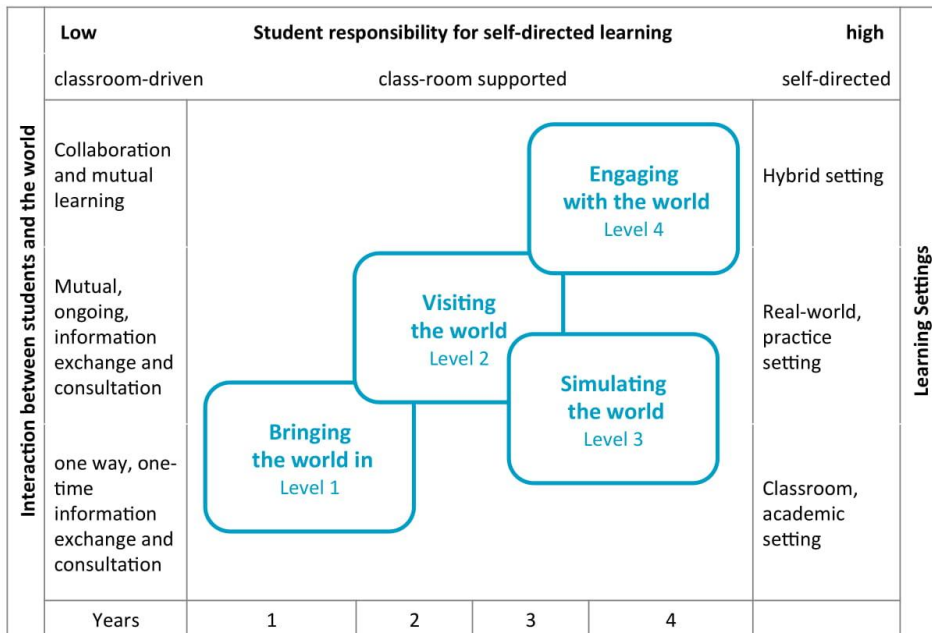 Low Student responsibility for self-directed learning high
classroom-driven class-room supported self-directed
Interaction between students and the world
Collaboration
and mutual
learning
Mutual,
ongoing,
information
exchange and
consultation
one way, one-
time
information
exchange and
consultation
Engaging
with the world
Level 4
Visiting
the world
Level 2
Simulating
the world
Level 3
Bringing
the world in
Level 1
Hybrid setting
Real-world,
practice
setting
Classroom,
academic
setting
Learning Settings
Years 1 2 3 4